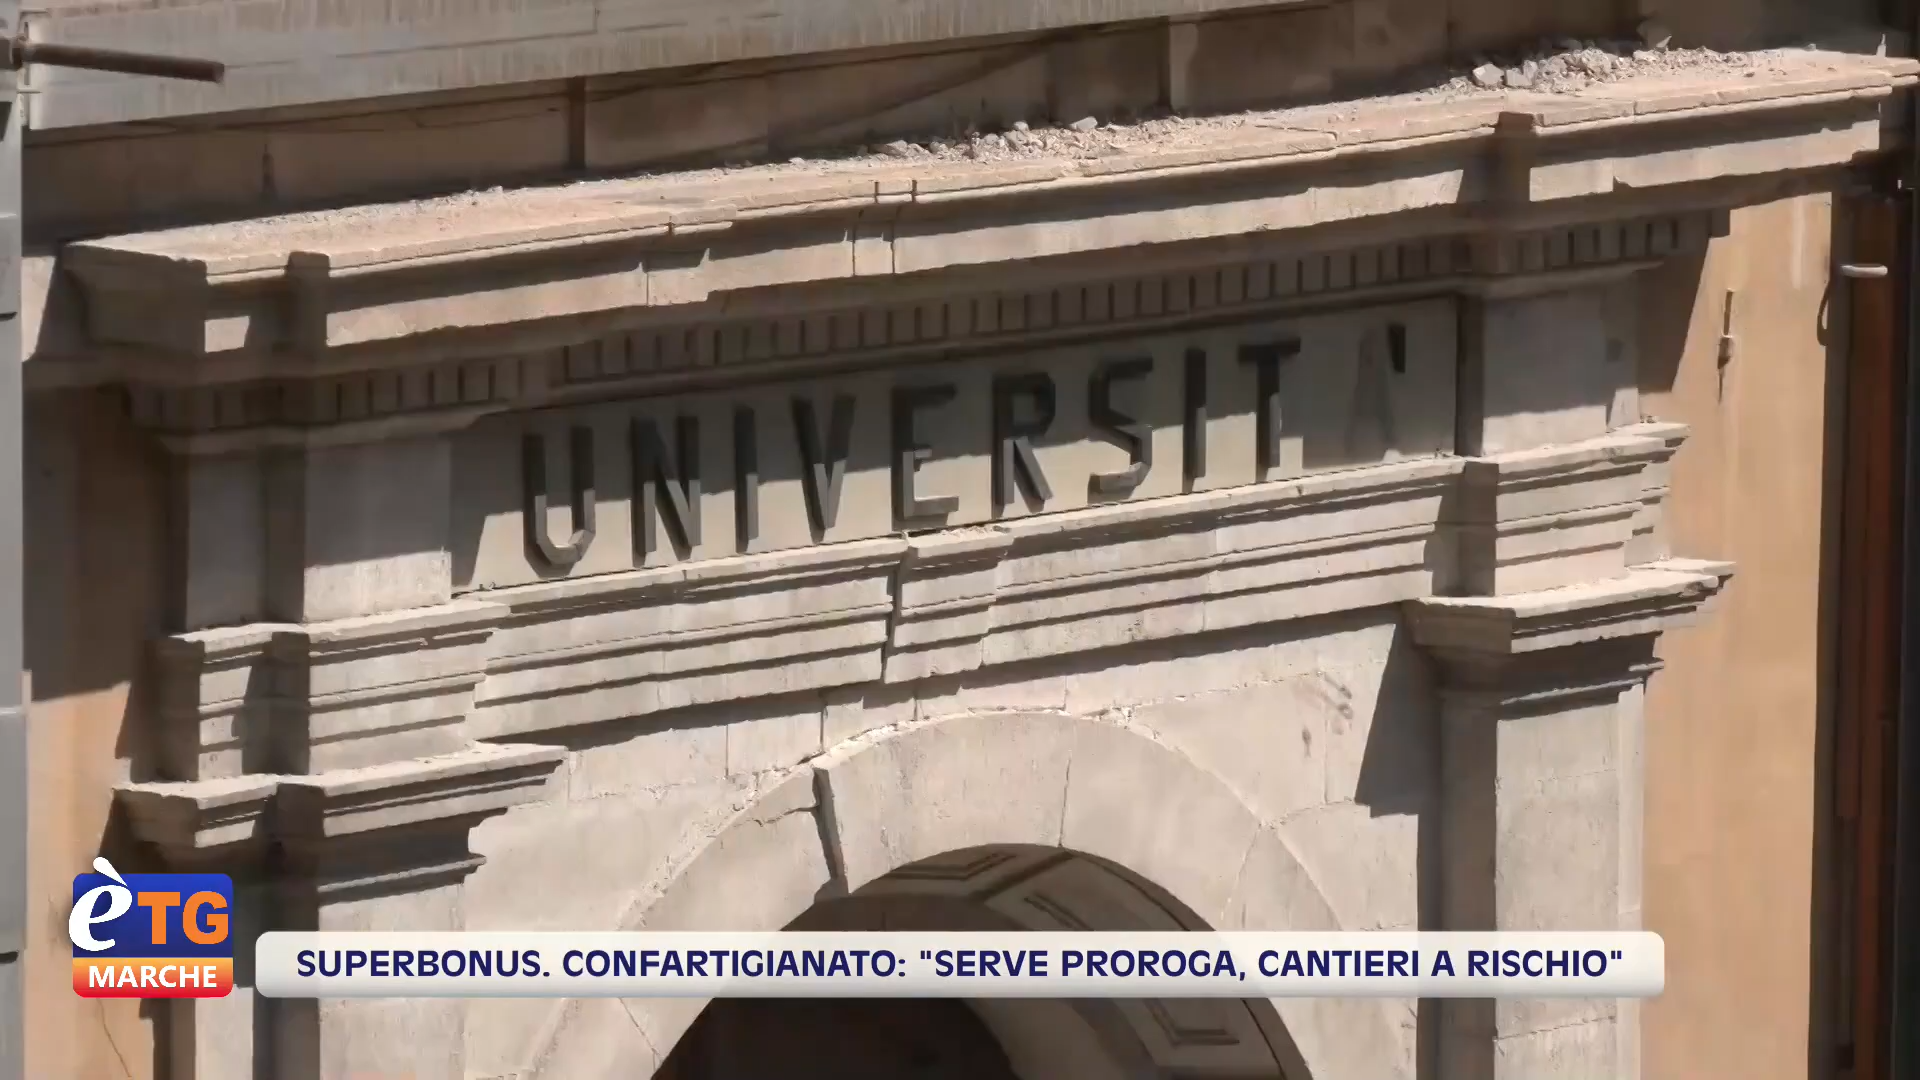 UNIVERSITA'
èTG
MARCHE
SUPERBONUS. CONFARTIGIANATO: "SERVE PROROGA, CANTIERI A RISCHIO"